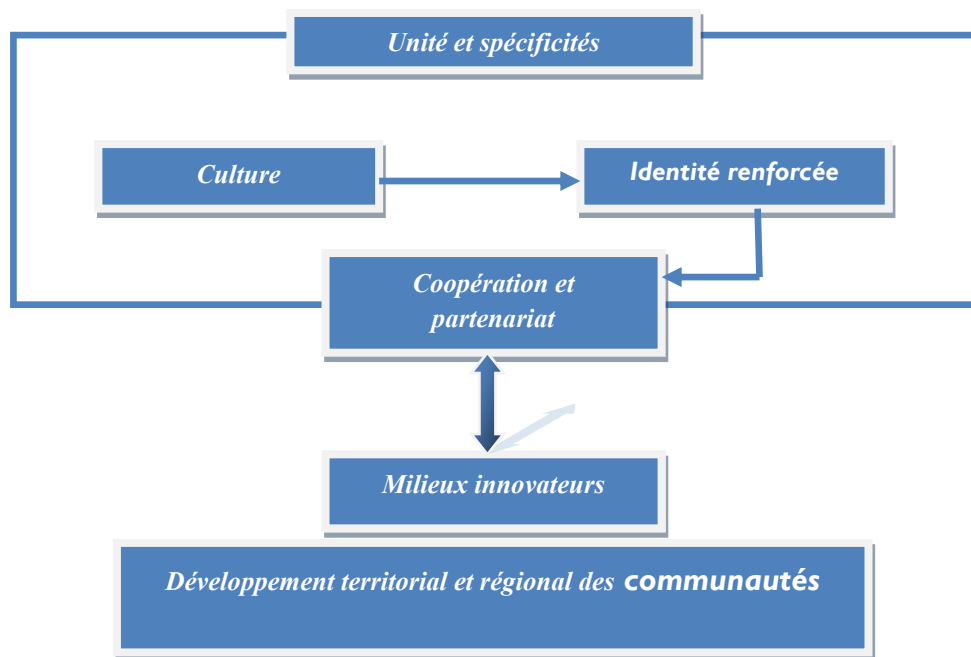 Unité et spécificités
Culture
Identité renforcée
Coopération et
partenariat
Milieux innovateurs
Développement territorial et régional des communautés